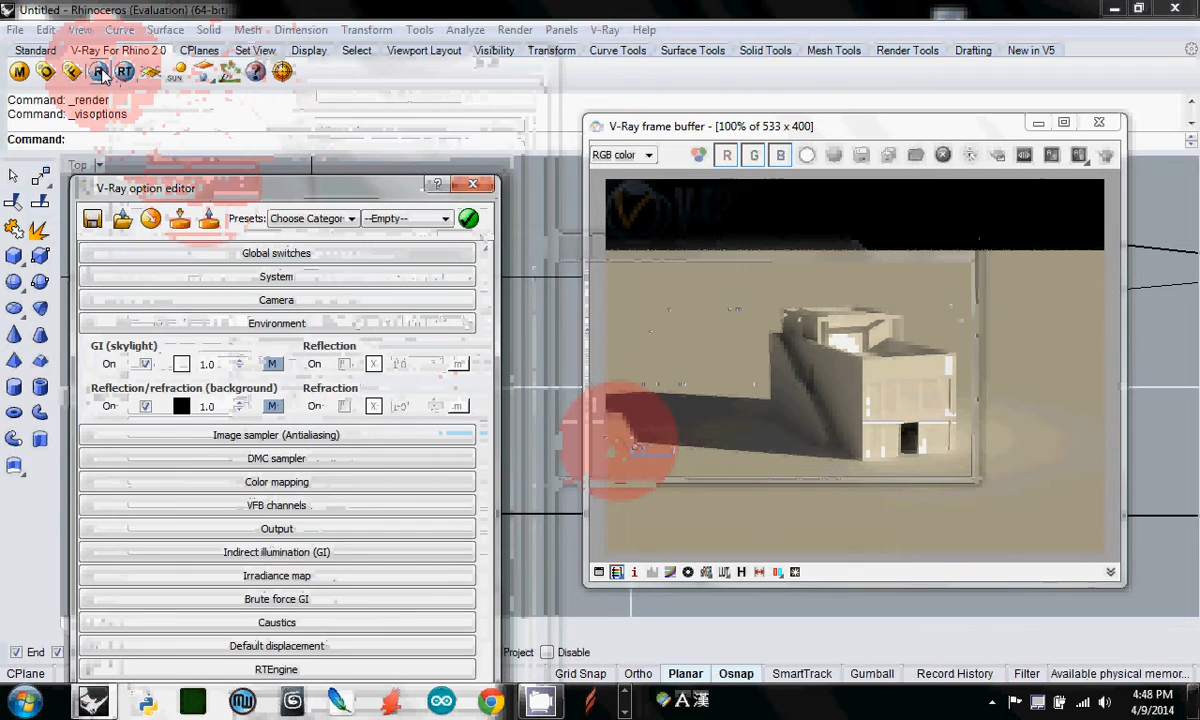 Untitled - Rhinoceros (Evaluation) (64-bit)
File Edit View Curve Surface Solid Mesh Dimension Transform Tools Analyze Render Panels V-Ray Help
Standard V-Ray For Rhino 2.0 CPlanes Set View Display Select Viewport Layout Visibility Transform Curve Tools Surface Tools Solid Tools Mesh Tools Render Tools Drafting New in V5
M R RT SUN
Command: _render
Command: _visoptions
Command:
Top
V-Ray frame buffer - [100% of 533 x 400]
RGB color R G B
V-Ray option editor
Presets: Choose Categor --Empty--
Global switches
System
Camera
Environment
GI (skylight) Reflection
On 1.0 M On
Reflection/refraction (background) Refraction
On 1.0 M On
Image sampler (Antialiasing)
DMC sampler
Color mapping
VFB channels
Output
Indirect illumination (GI)
Irradiance map
Brute force GI
Caustics
Default displacement
RTEngine
i H
End Project Disable
CPlane Grid Snap Ortho Planar Osnap SmartTrack Gumball Record History Filter Available physical memor...
A 漢
4:48 PM
4/9/2014